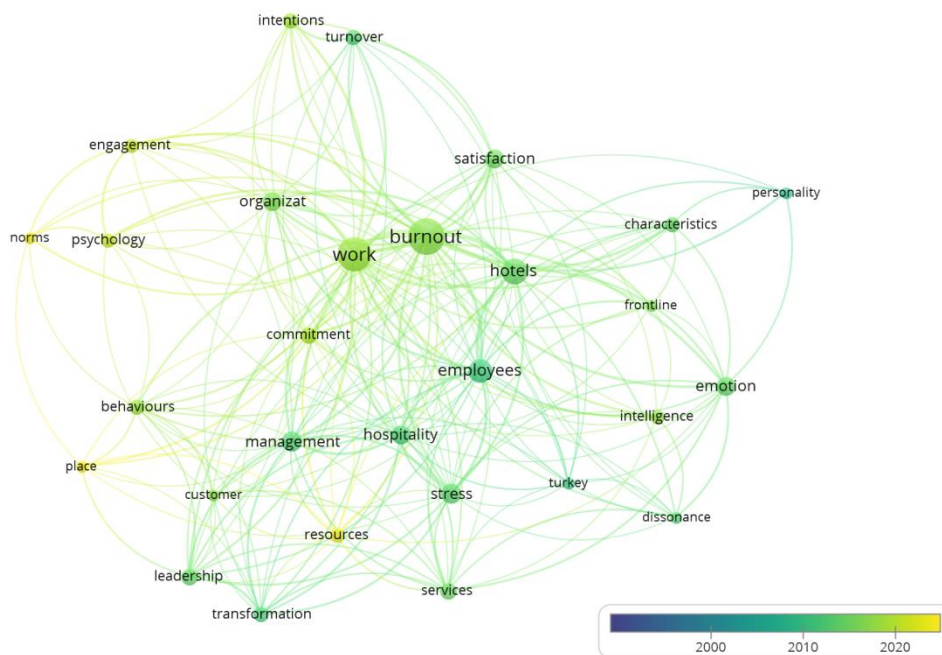 intentions
turnover
engagement
satisfaction
personality
organizat
characteristics
norms
psychology
burnout
work
hotels
frontline
commitment
employees
emotion
behaviours
intelligence
management
hospitality
place
customer
stress
turkey
dissonance
resources
leadership
services
transformation
2000
2010
2020